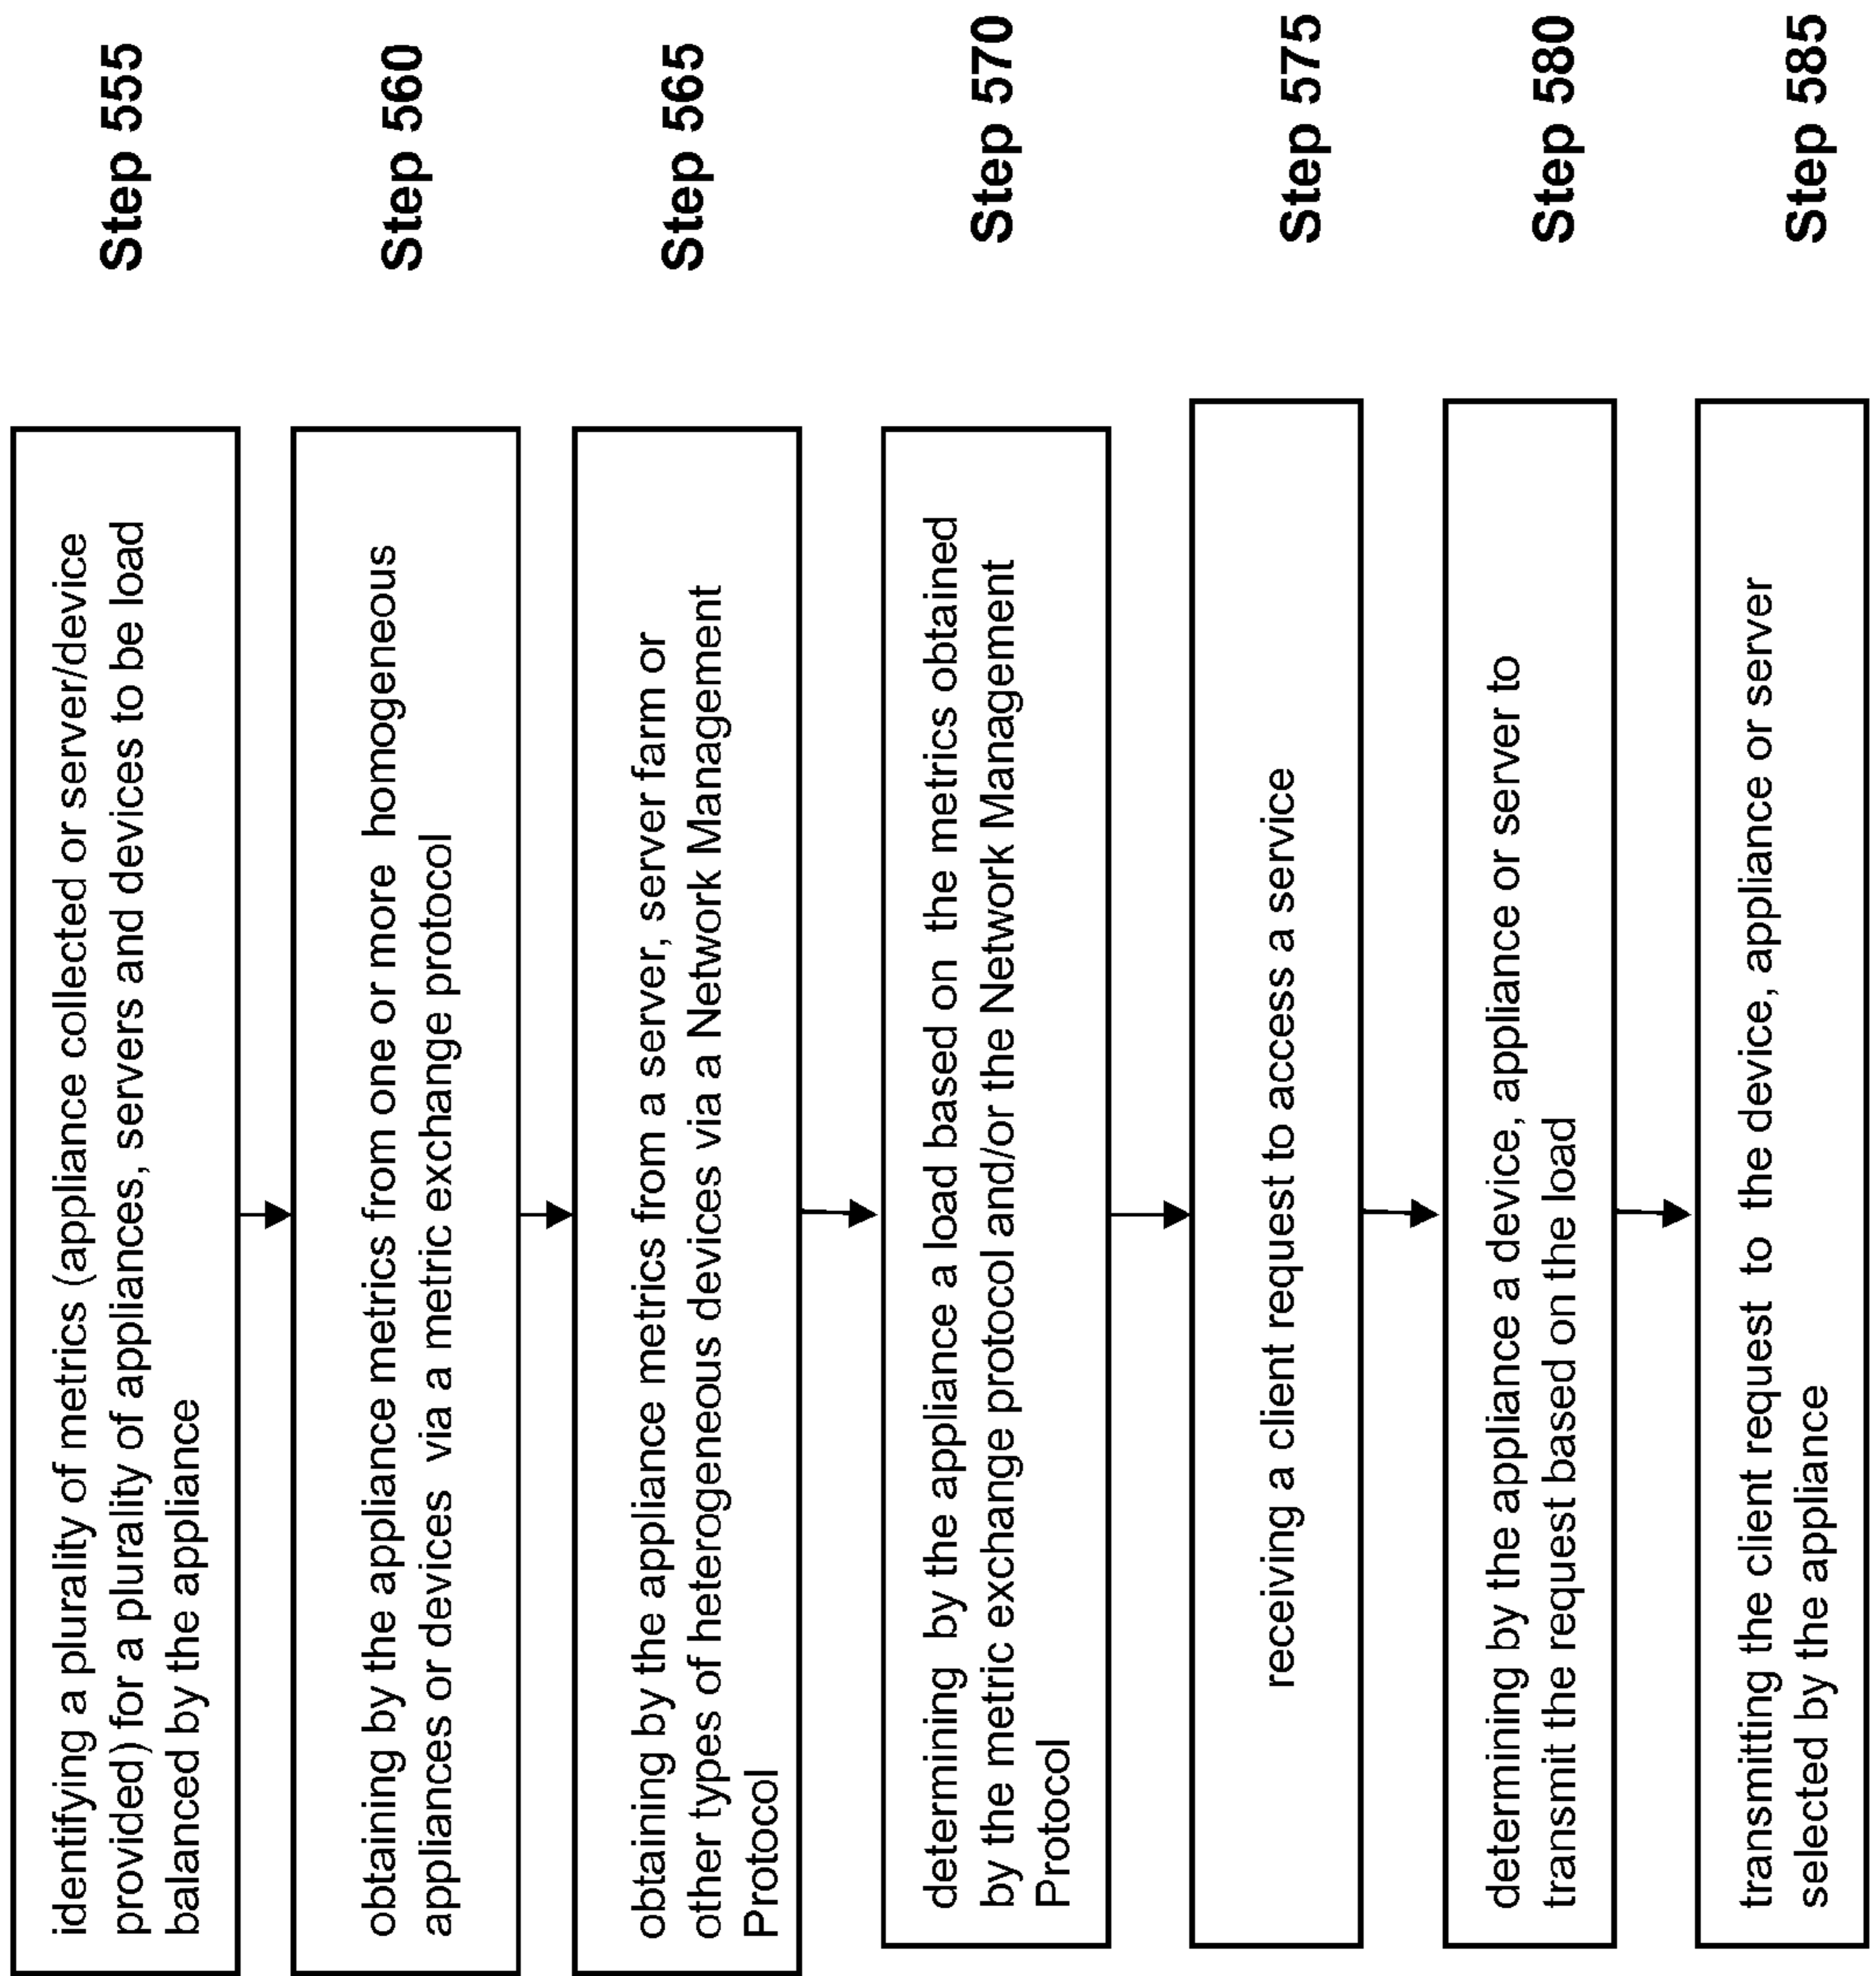 identifying a plurality of metrics (appliance collected or server/device
provided) for a plurality of appliances, servers and devices to be load
balanced by the appliance
Step 555
obtaining by the appliance metrics from one or more homogeneous
appliances or devices via a metric exchange protocol
Step 560
obtaining by the appliance metrics from a server, server farm or
other types of heterogeneous devices via a Network Management
Protocol
Step 565
determining by the appliance a load based on the metrics obtained
by the metric exchange protocol and/or the Network Management
Protocol
Step 570
receiving a client request to access a service
Step 575
determining by the appliance a device, appliance or server to
transmit the request based on the load
Step 580
transmitting the client request to the device, appliance or server
selected by the appliance
Step 585